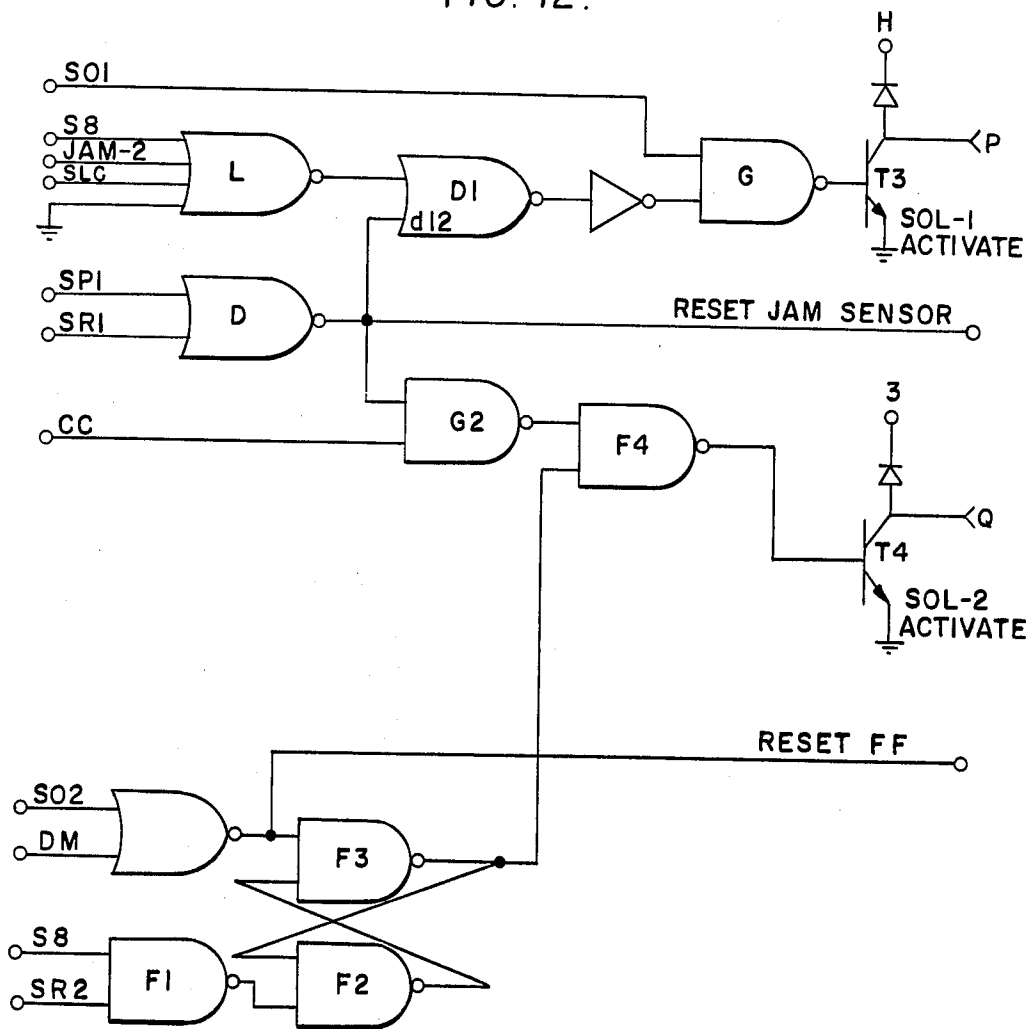 FIG. 12.
H
SO1
S8
JAM-2
SLC
L
D1
d12
G
P
T3
SOL-1
ACTIVATE
SP1
SR1
D
RESET JAM SENSOR
CC
G2
F4
3
Q
T4
SOL-2
ACTIVATE
RESET FF
SO2
DM
F3
S8
SR2
F1
F2